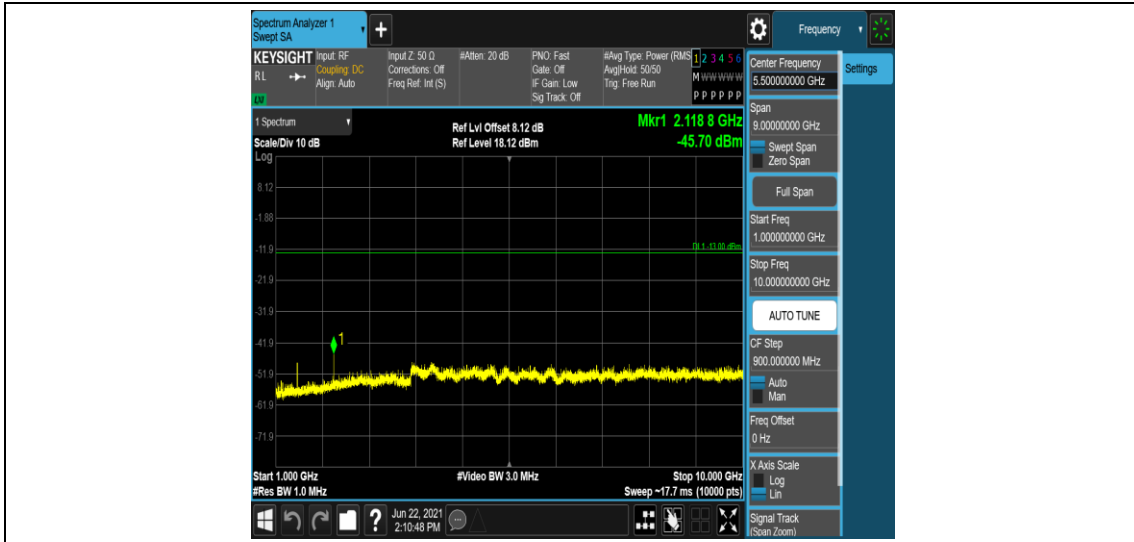 Spectrum Analyzer 1
Swept SA
+
Frequency
KEYSIGHT
RL
Input: RF
Coupling: DC
Align: Auto
Input Z: 50 Ω
Corrections: Off
Freq Ref: Int (S)
#Atten: 20 dB
PNO: Fast
Gate: Off
IF Gain: Low
Sig Track: Off
#Avg Type: Power (RMS
Avg|Hold: 50/50
Trig: Free Run
1 2 3 4 5 6
M W W W W W
P P P P P P
1 Spectrum
Scale/Div 10 dB
Log
Ref Lvl Offset 8.12 dB
Ref Level 18.12 dBm
Mkr1 2.118 8 GHz
-45.70 dBm
8.12
-1.88
-11.9
-21.9
-31.9
-41.9
-51.9
-61.9
-71.9
DL1 -13.00 dBm
1
Start 1.000 GHz
#Res BW 1.0 MHz
#Video BW 3.0 MHz
Stop 10.000 GHz
Sweep ~17.7 ms (10000 pts)
Center Frequency
5.500000000 GHz
Settings
Span
9.00000000 GHz
Swept Span
Zero Span
Full Span
Start Freq
1.000000000 GHz
Stop Freq
10.000000000 GHz
AUTO TUNE
CF Step
900.000000 MHz
Auto
Man
Freq Offset
0 Hz
X Axis Scale
Log
Lin
Signal Track
(Span Zoom)
?
Jun 22, 2021
2:10:48 PM